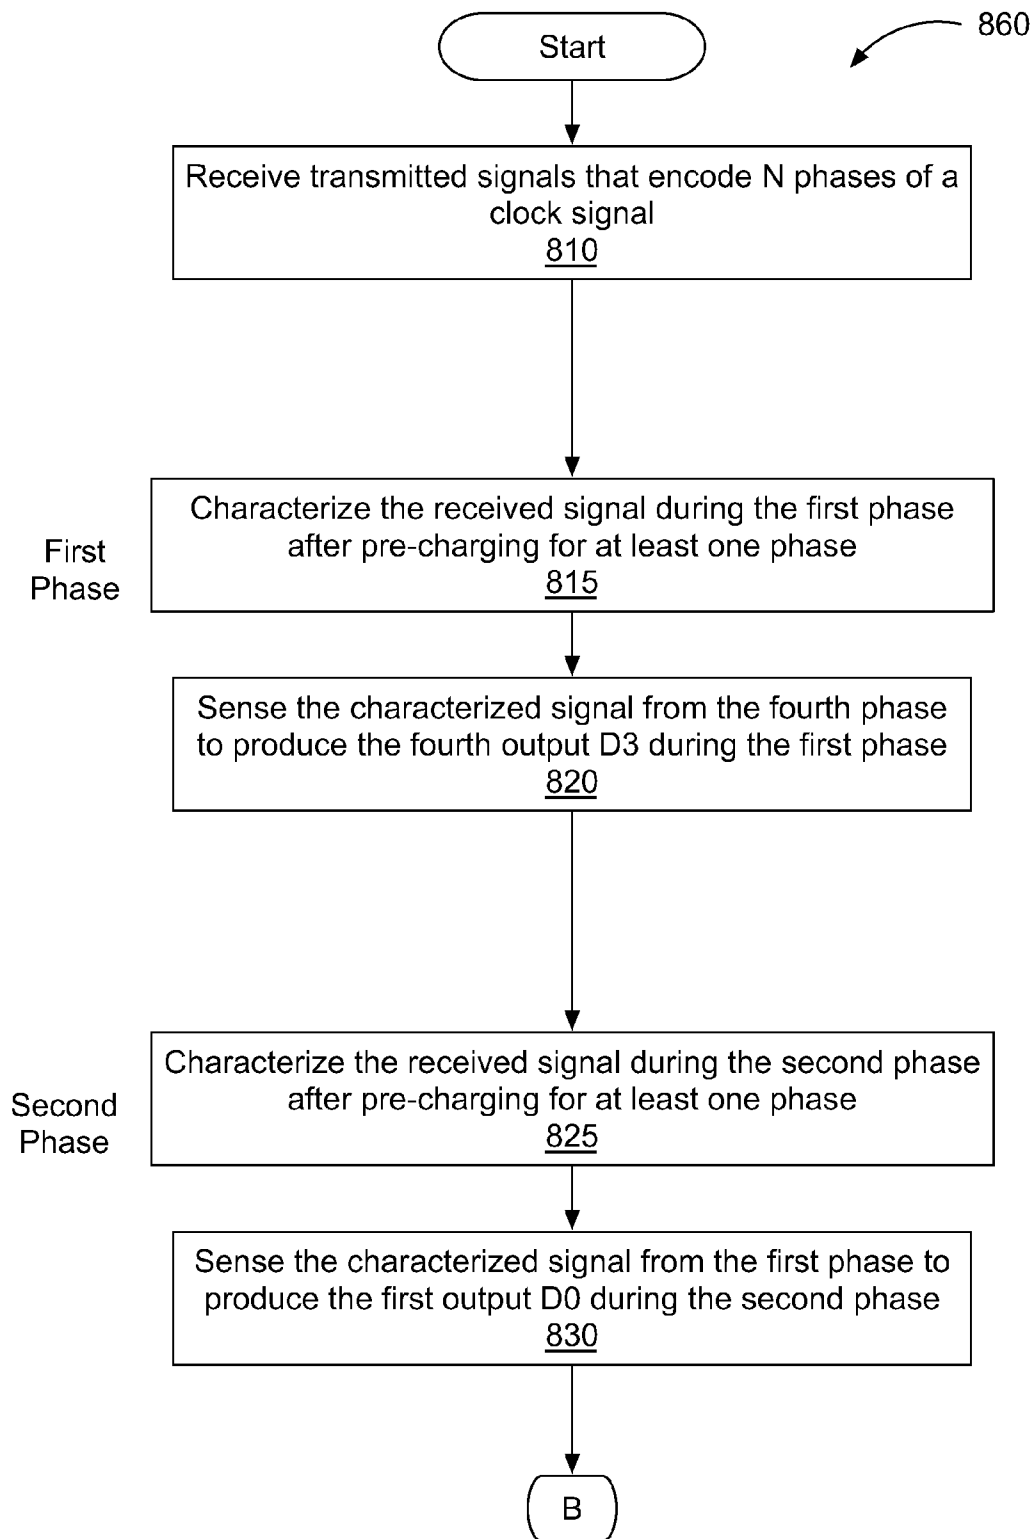 860
Start
Receive transmitted signals that encode N phases of a
clock signal
810
First
Phase
Characterize the received signal during the first phase
after pre-charging for at least one phase
815
Sense the characterized signal from the fourth phase
to produce the fourth output D3 during the first phase
820
Second
Phase
Characterize the received signal during the second phase
after pre-charging for at least one phase
825
Sense the characterized signal from the first phase to
produce the first output D0 during the second phase
830
B